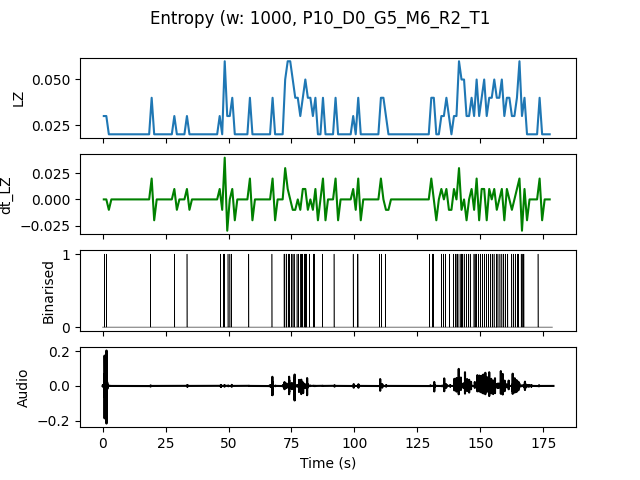 Entropy (w: 1000, P10_D0_G5_M6_R2_T1
0.050
0.025
LZ
0.025
0.000
−0.025
dt_LZ
1
0
Binarised
0.2
0.0
−0.2
Audio
0 25 50 75 100 125 150 175
Time (s)